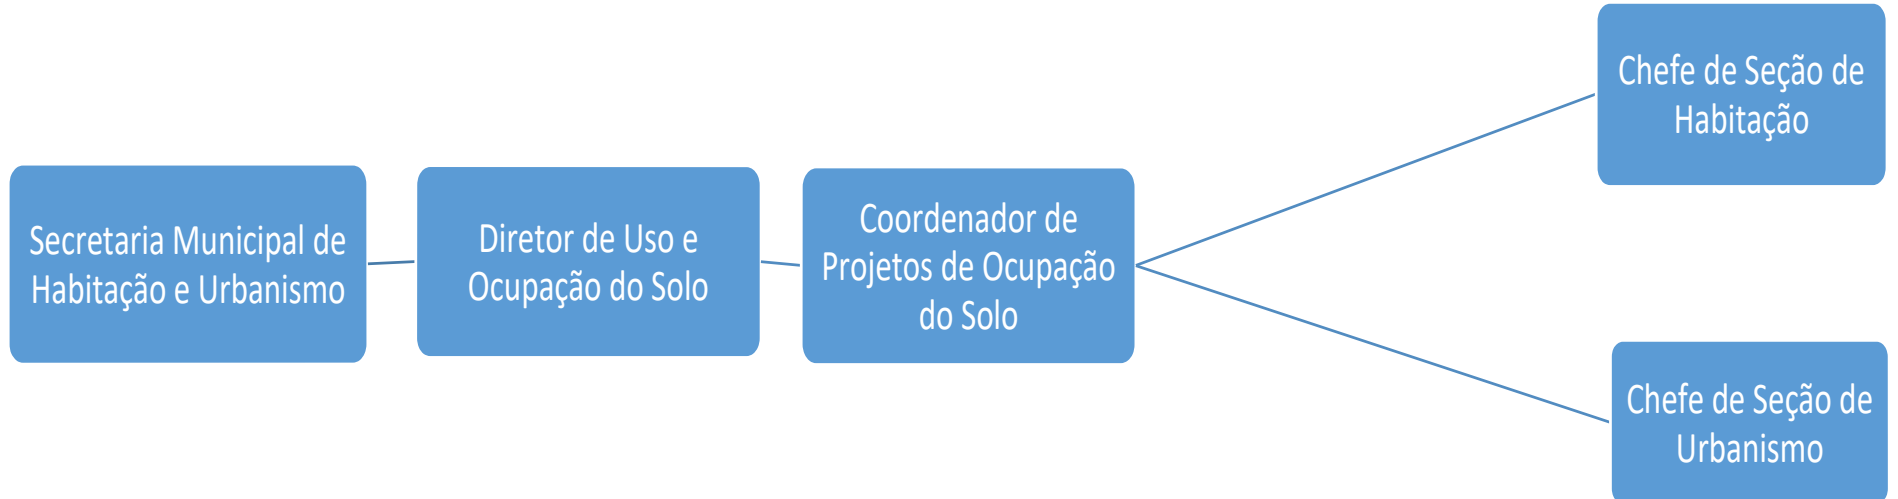 Secretaria Municipal de
Habitação e Urbanismo
Diretor de Uso e
Ocupação do Solo
Coordenador de
Projetos de Ocupação
do Solo
Chefe de Seção de
Habitação
Chefe de Seção de
Urbanismo